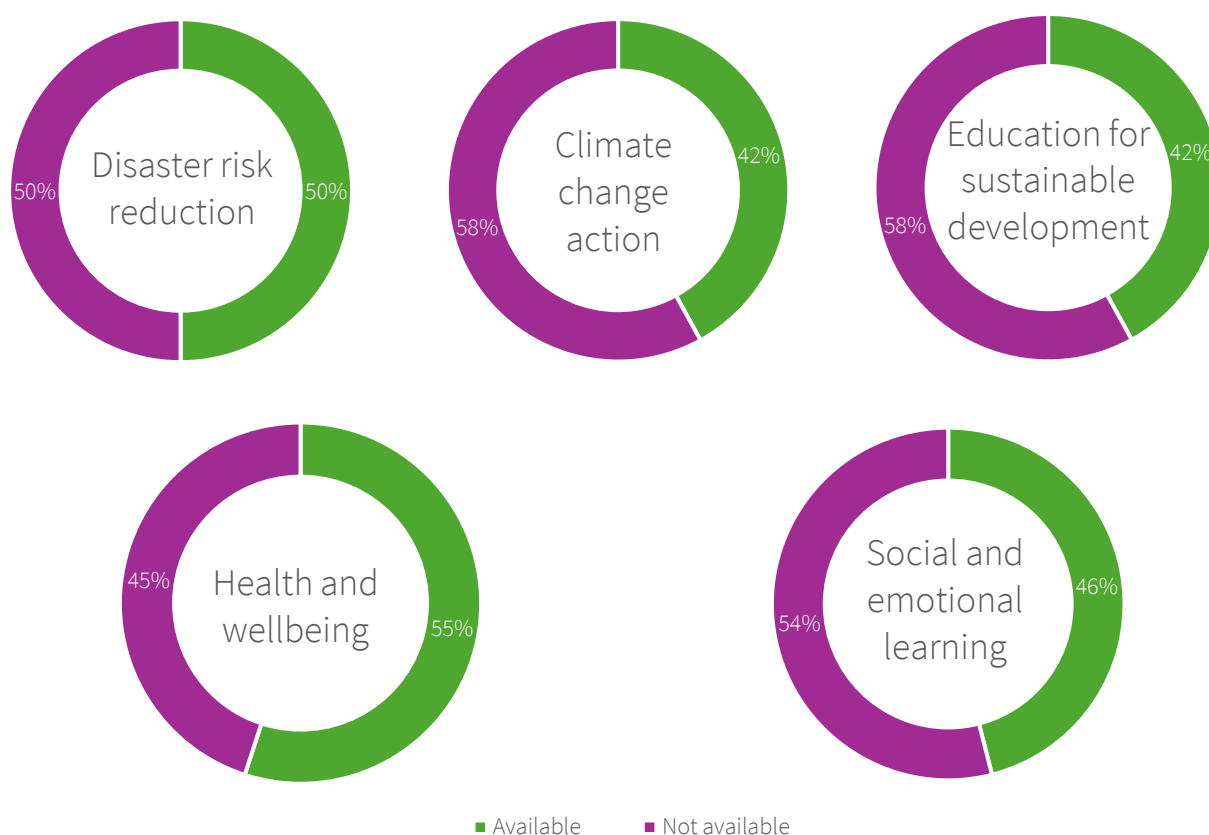 Disaster risk
reduction
50%
50%
Climate
change
action
42%
58%
Education for
sustainable
development
42%
58%
Health and
wellbeing
45%
55%
Social and
emotional
learning
46%
54%
Available
Not available